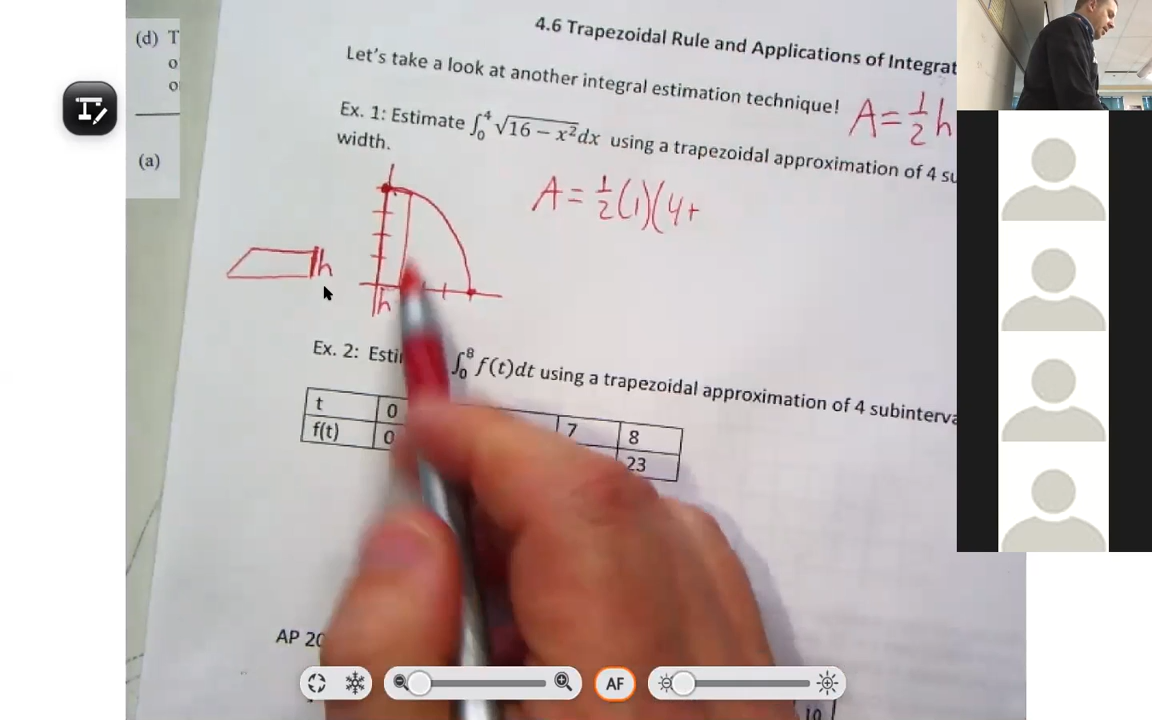 (d) T
o
o
(a)
4.6 Trapezoidal Rule and Applications of Integrat
Let's take a look at another integral estimation technique!
A = 1/2 h
Ex. 1: Estimate ∫₀⁴ √(16 − x²) dx using a trapezoidal approximation of 4 su
width.
A = 1/2 (1)(4+
h
h
Ex. 2: Esti ∫₀⁸ f(t)dt using a trapezoidal approximation of 4 subinterva
t 0 7 8
f(t) 0 23
AP 20
AF
10